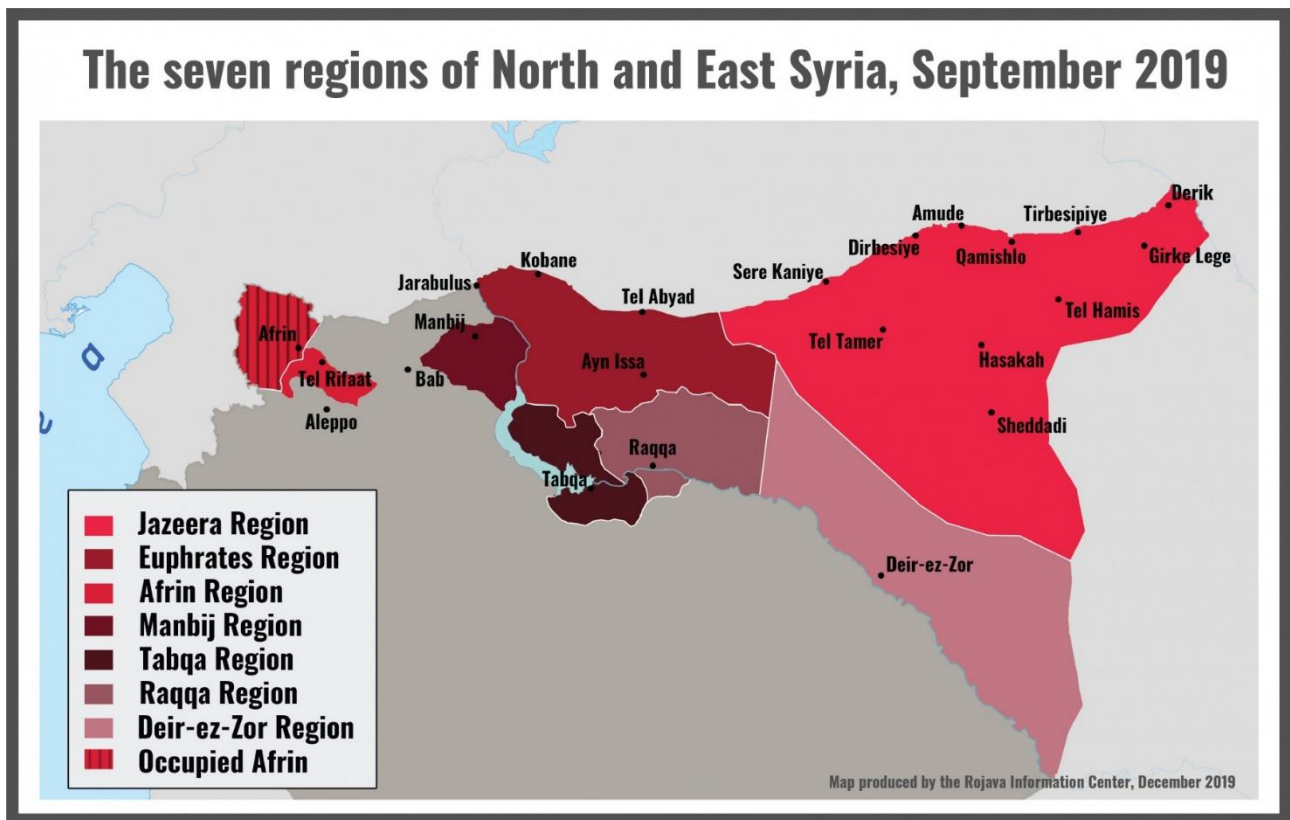 The seven regions of North and East Syria, September 2019
Derik
Amude
Tirbesipiye
Dirbesiye
Qamishlo
Girke Lege
Kobane
Sere Kaniye
Jarabulus
Tel Abyad
Tel Hamis
Manbij
Tel Tamer
Afrin
Hasakah
Tel Rifaat
Bab
Ayn Issa
Aleppo
Sheddadi
Raqqa
Tabqa
Deir-ez-Zor
a
Jazeera Region
Euphrates Region
Afrin Region
Manbij Region
Tabqa Region
Raqqa Region
Deir-ez-Zor Region
Occupied Afrin
Map produced by the Rojava Information Center, December 2019